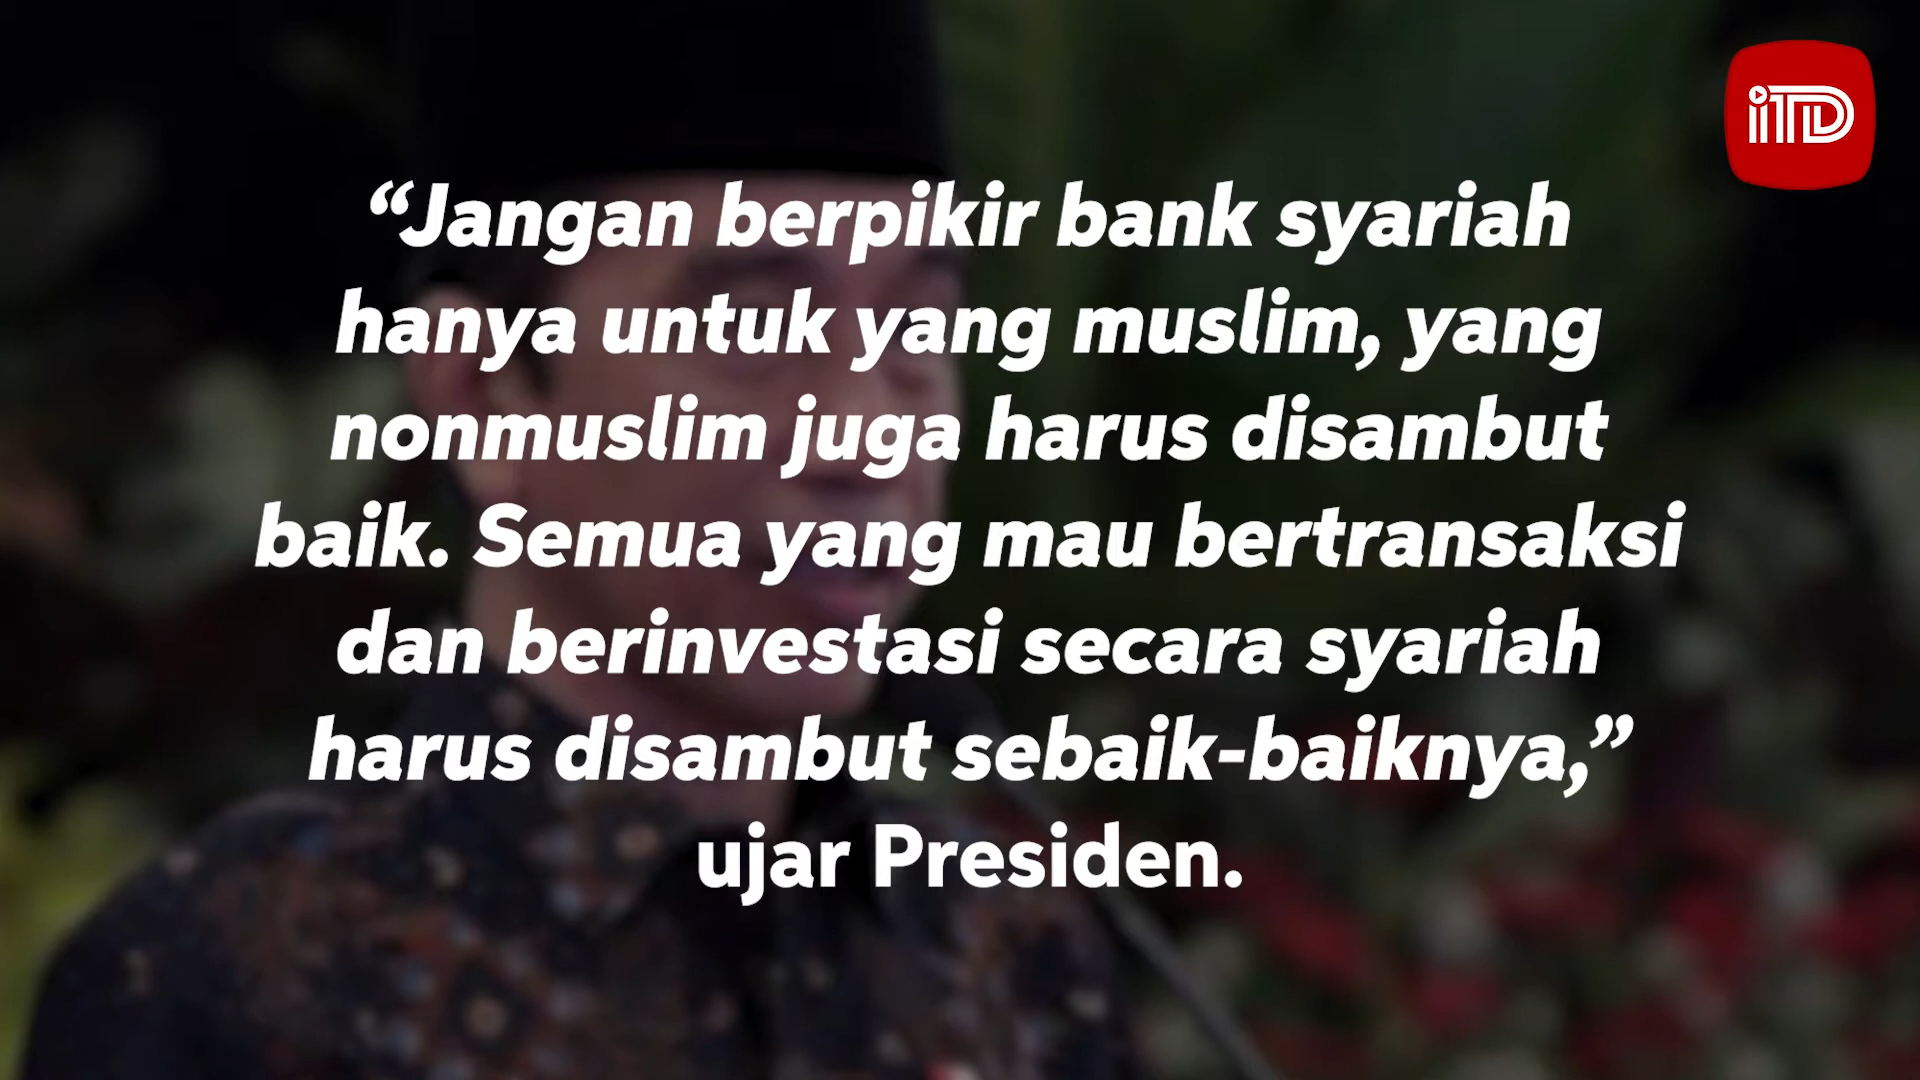 iTD
“Jangan berpikir bank syariah
hanya untuk yang muslim, yang
nonmuslim juga harus disambut
baik. Semua yang mau bertransaksi
dan berinvestasi secara syariah
harus disambut sebaik-baiknya,”
ujar Presiden.